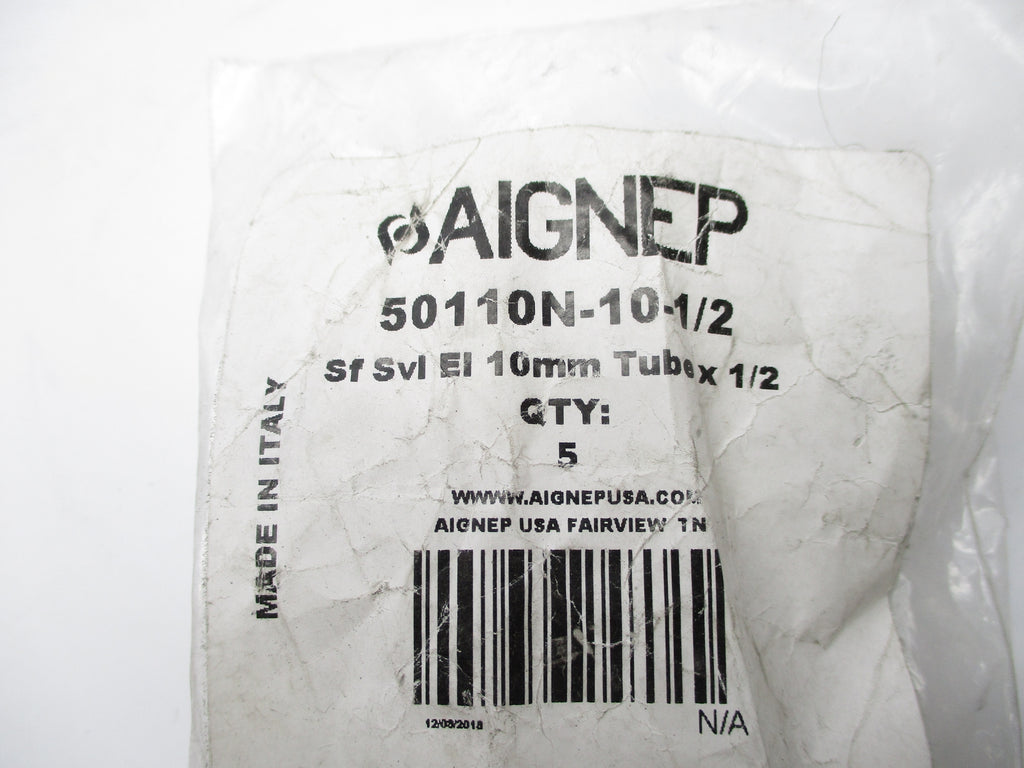 AIGNEP
50110N-10-1/2
Sf Svl El 10mm Tube x 1/2
QTY:
5
WWW.AIGNEPUSA.COM
AIGNEP USA FAIRVIEW TN
MADE IN ITALY
12/03/2018
N/A